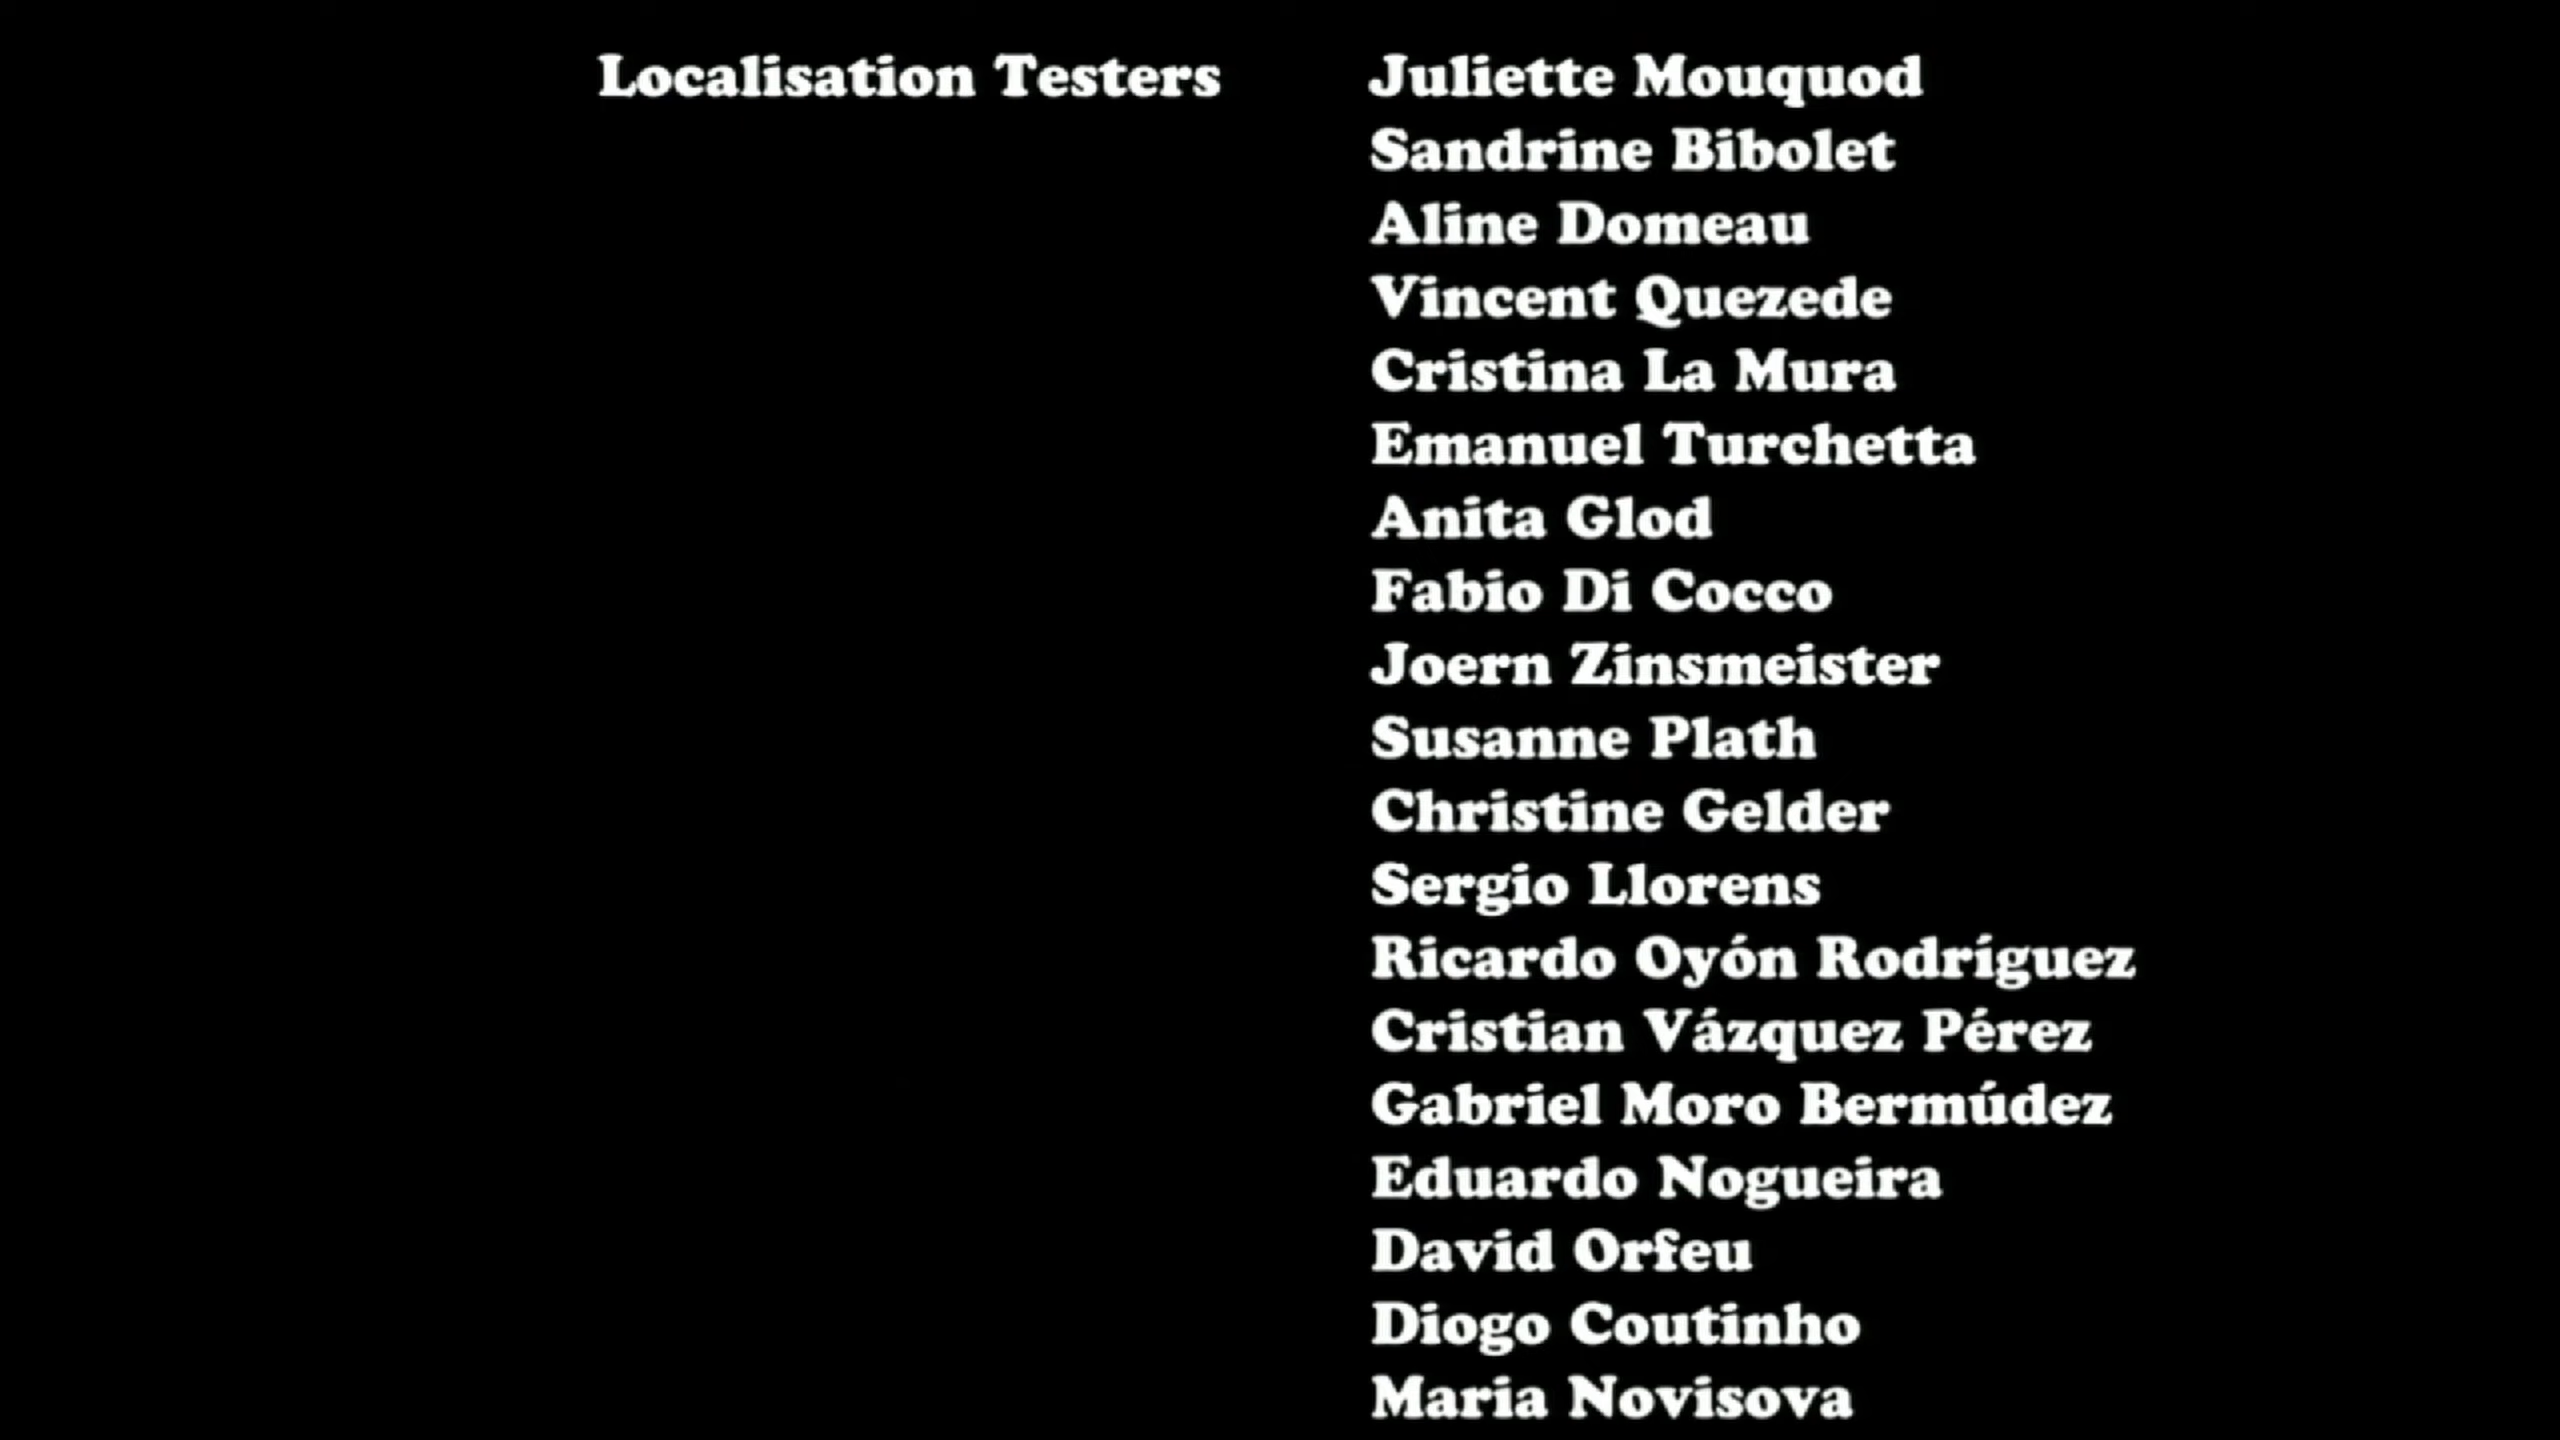 Localisation Testers Juliette Mouquod
Sandrine Bibolet
Aline Domeau
Vincent Quezede
Cristina La Mura
Emanuel Turchetta
Anita Glod
Fabio Di Cocco
Joern Zinsmeister
Susanne Plath
Christine Gelder
Sergio Llorens
Ricardo Oyón Rodríguez
Cristian Vázquez Pérez
Gabriel Moro Bermúdez
Eduardo Nogueira
David Orfeu
Diogo Coutinho
Maria Novisova